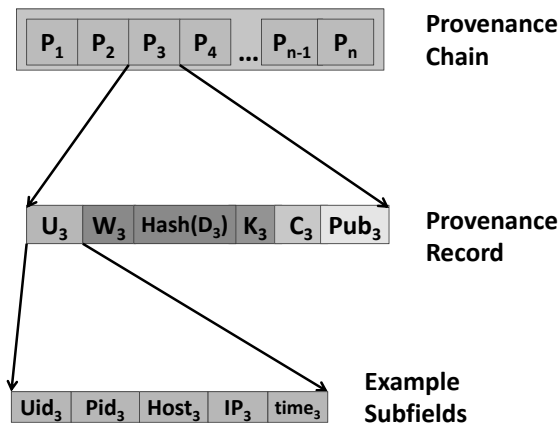 P₁ P₂ P₃ P₄ ... Pₙ₋₁ Pₙ
Provenance
Chain
U₃ W₃ Hash(D₃) K₃ C₃ Pub₃
Provenance
Record
Uid₃ Pid₃ Host₃ IP₃ time₃
Example
Subfields